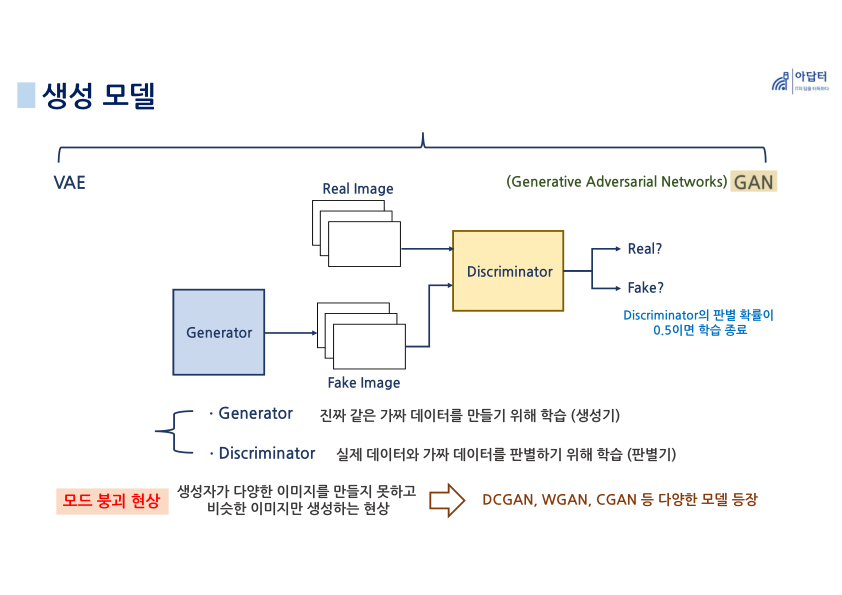 생성 모델
아답터
VAE
(Generative Adversarial Networks) GAN
Real Image
Discriminator
Real?
Fake?
Discriminator의 판별 확률이
0.5이면 학습 종료
Generator
Fake Image
· Generator 진짜 같은 가짜 데이터를 만들기 위해 학습 (생성기)
· Discriminator 실제 데이터와 가짜 데이터를 판별하기 위해 학습 (판별기)
모드 붕괴 현상
생성자가 다양한 이미지를 만들지 못하고
비슷한 이미지만 생성하는 현상
DCGAN, WGAN, CGAN 등 다양한 모델 등장